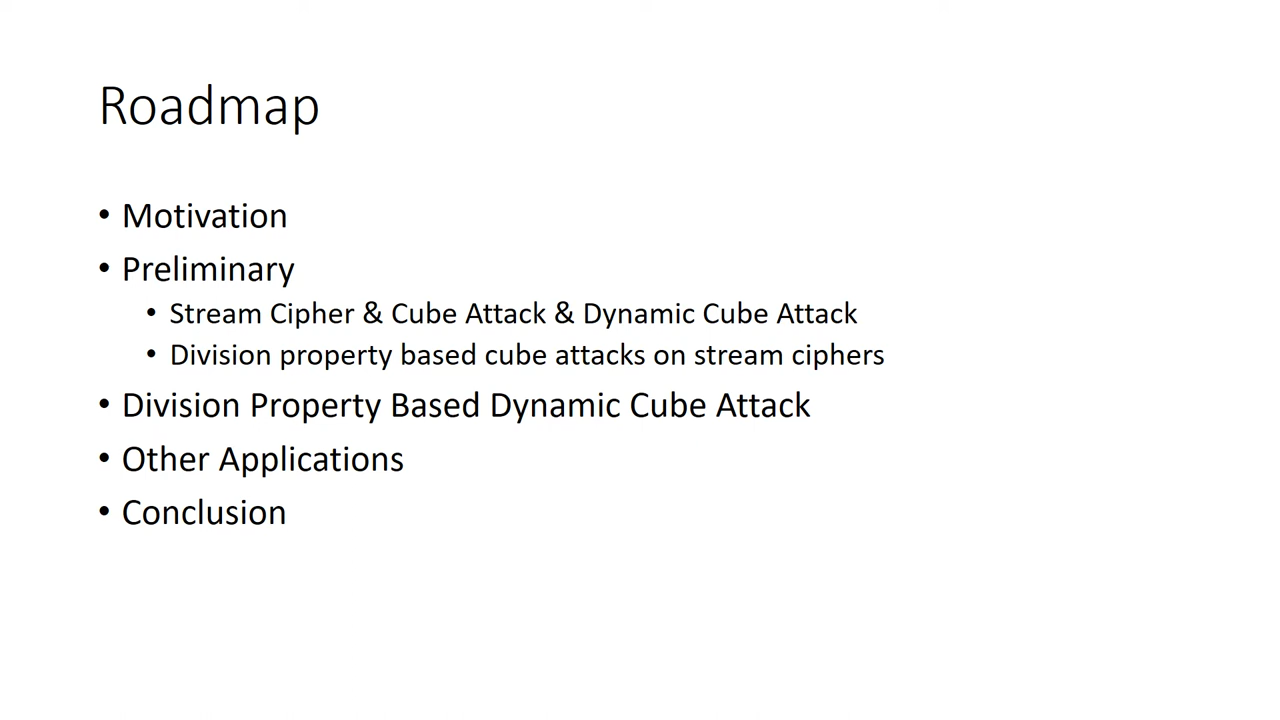 Roadmap
• Motivation
• Preliminary
• Stream Cipher & Cube Attack & Dynamic Cube Attack
• Division property based cube attacks on stream ciphers
• Division Property Based Dynamic Cube Attack
• Other Applications
• Conclusion